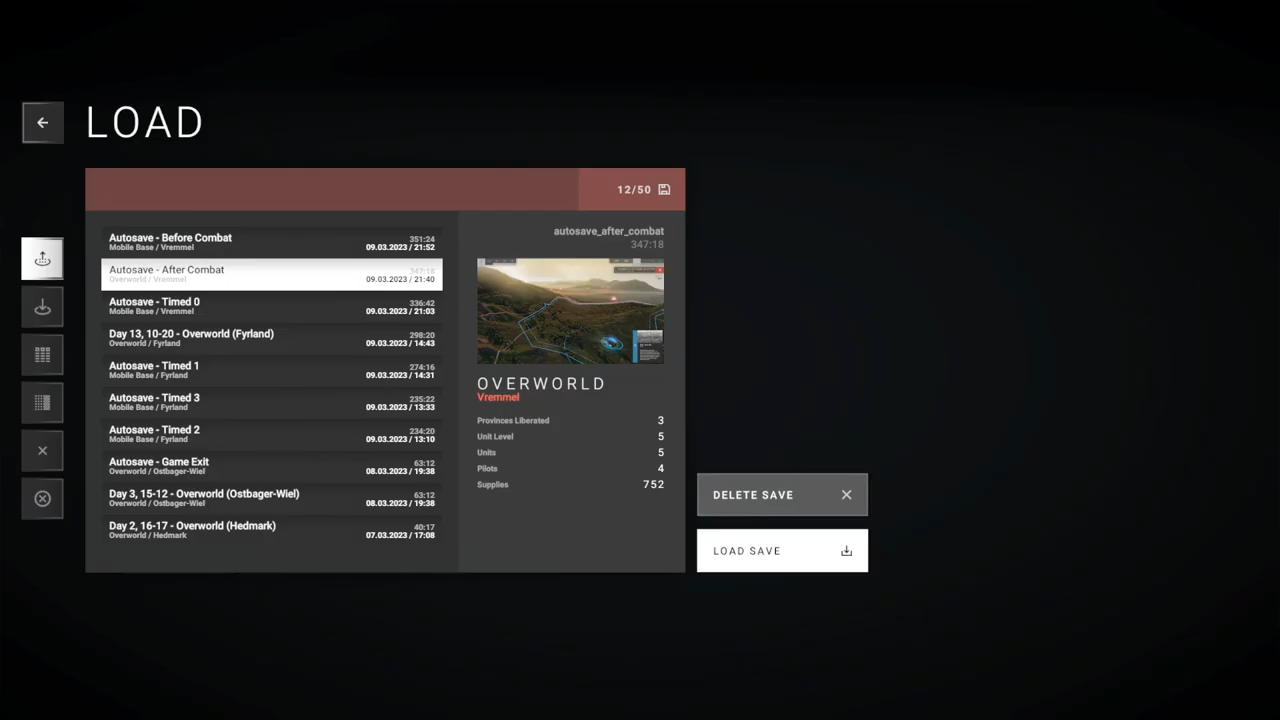 LOAD
12/50
Autosave - Before Combat 351:24
Mobile Base / Vremmel 09.03.2023 / 21:52
Autosave - After Combat 347:18
Overworld / Vremmel 09.03.2023 / 21:40
Autosave - Timed 0 336:42
Mobile Base / Vremmel 09.03.2023 / 21:03
Day 13, 10-20 - Overworld (Fyrland) 298:20
Overworld / Fyrland 09.03.2023 / 14:43
Autosave - Timed 1 274:16
Mobile Base / Fyrland 09.03.2023 / 14:31
Autosave - Timed 3 235:22
Mobile Base / Fyrland 09.03.2023 / 13:33
Autosave - Timed 2 234:20
Mobile Base / Fyrland 09.03.2023 / 13:10
Autosave - Game Exit 63:12
Overworld / Ostbager-Wiel 08.03.2023 / 19:38
Day 3, 15-12 - Overworld (Ostbager-Wiel) 63:12
Overworld / Ostbager-Wiel 08.03.2023 / 19:38
Day 2, 16-17 - Overworld (Hedmark) 40:17
Overworld / Hedmark 07.03.2023 / 17:08
autosave_after_combat
347:18
OVERWORLD
Vremmel
Provinces Liberated 3
Unit Level 5
Units 5
Pilots 4
Supplies 752
DELETE SAVE
LOAD SAVE